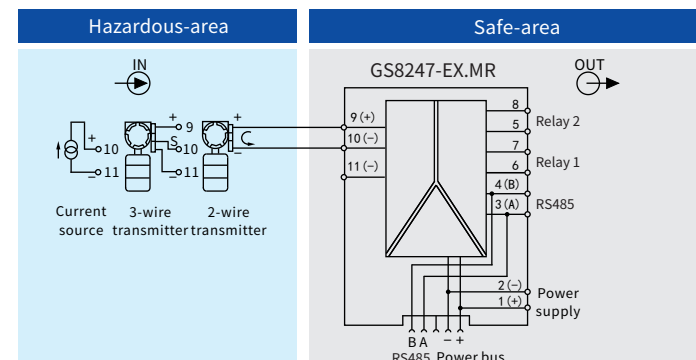 Hazardous-area
Safe-area
IN
GS8247-EX.MR
OUT
+ 10
− 11
+ 9
S 10
− 11
+
−
9 (+)
10 (−)
11 (−)
8
5
Relay 2
7
6
Relay 1
4 (B)
3 (A)
RS485
2 (−)
1 (+)
Power
supply
Current
source
3-wire
transmitter
2-wire
transmitter
B A − +
RS485 Power bus